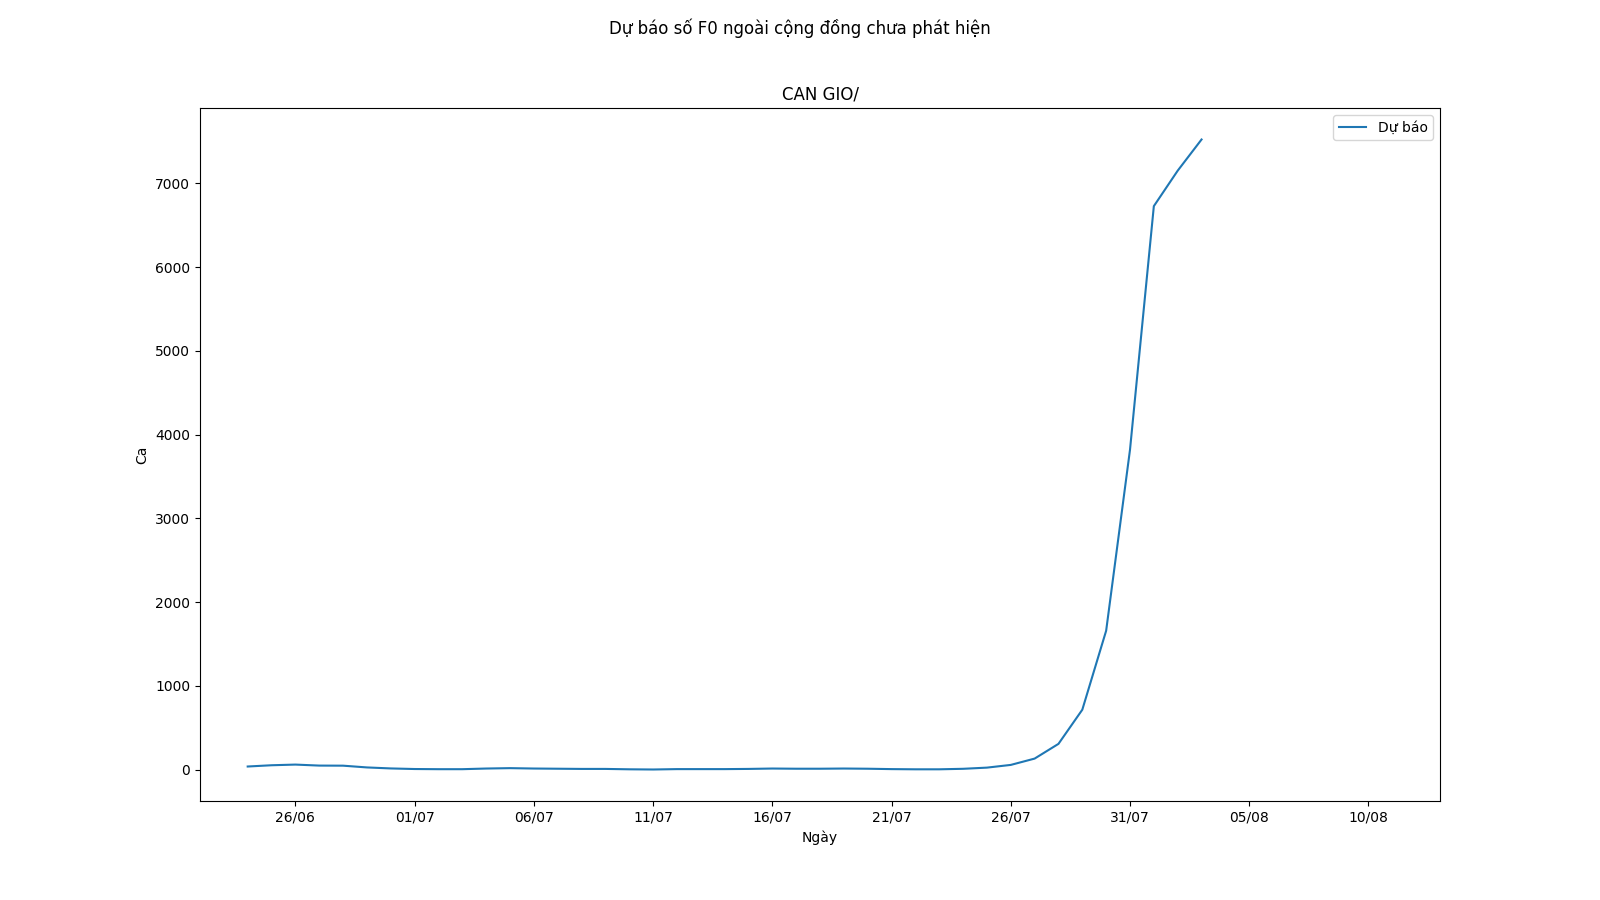 Dự báo số F0 ngoài cộng đồng chưa phát hiện
CAN GIO/
Dự báo
7000
6000
5000
4000
3000
2000
1000
0
Ca
26/06 01/07 06/07 11/07 16/07 21/07 26/07 31/07 05/08 10/08
Ngày